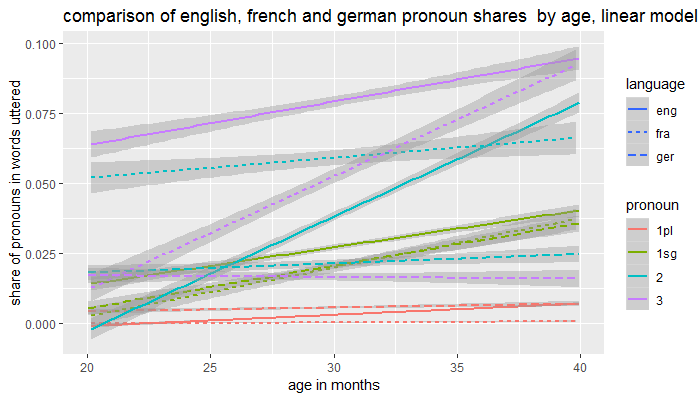 comparison of english, french and german pronoun shares  by age, linear model
share of pronouns in words uttered
0.100
0.075
0.050
0.025
0.000
20
25
30
35
40
age in months
language
eng
fra
ger
pronoun
1pl
1sg
2
3